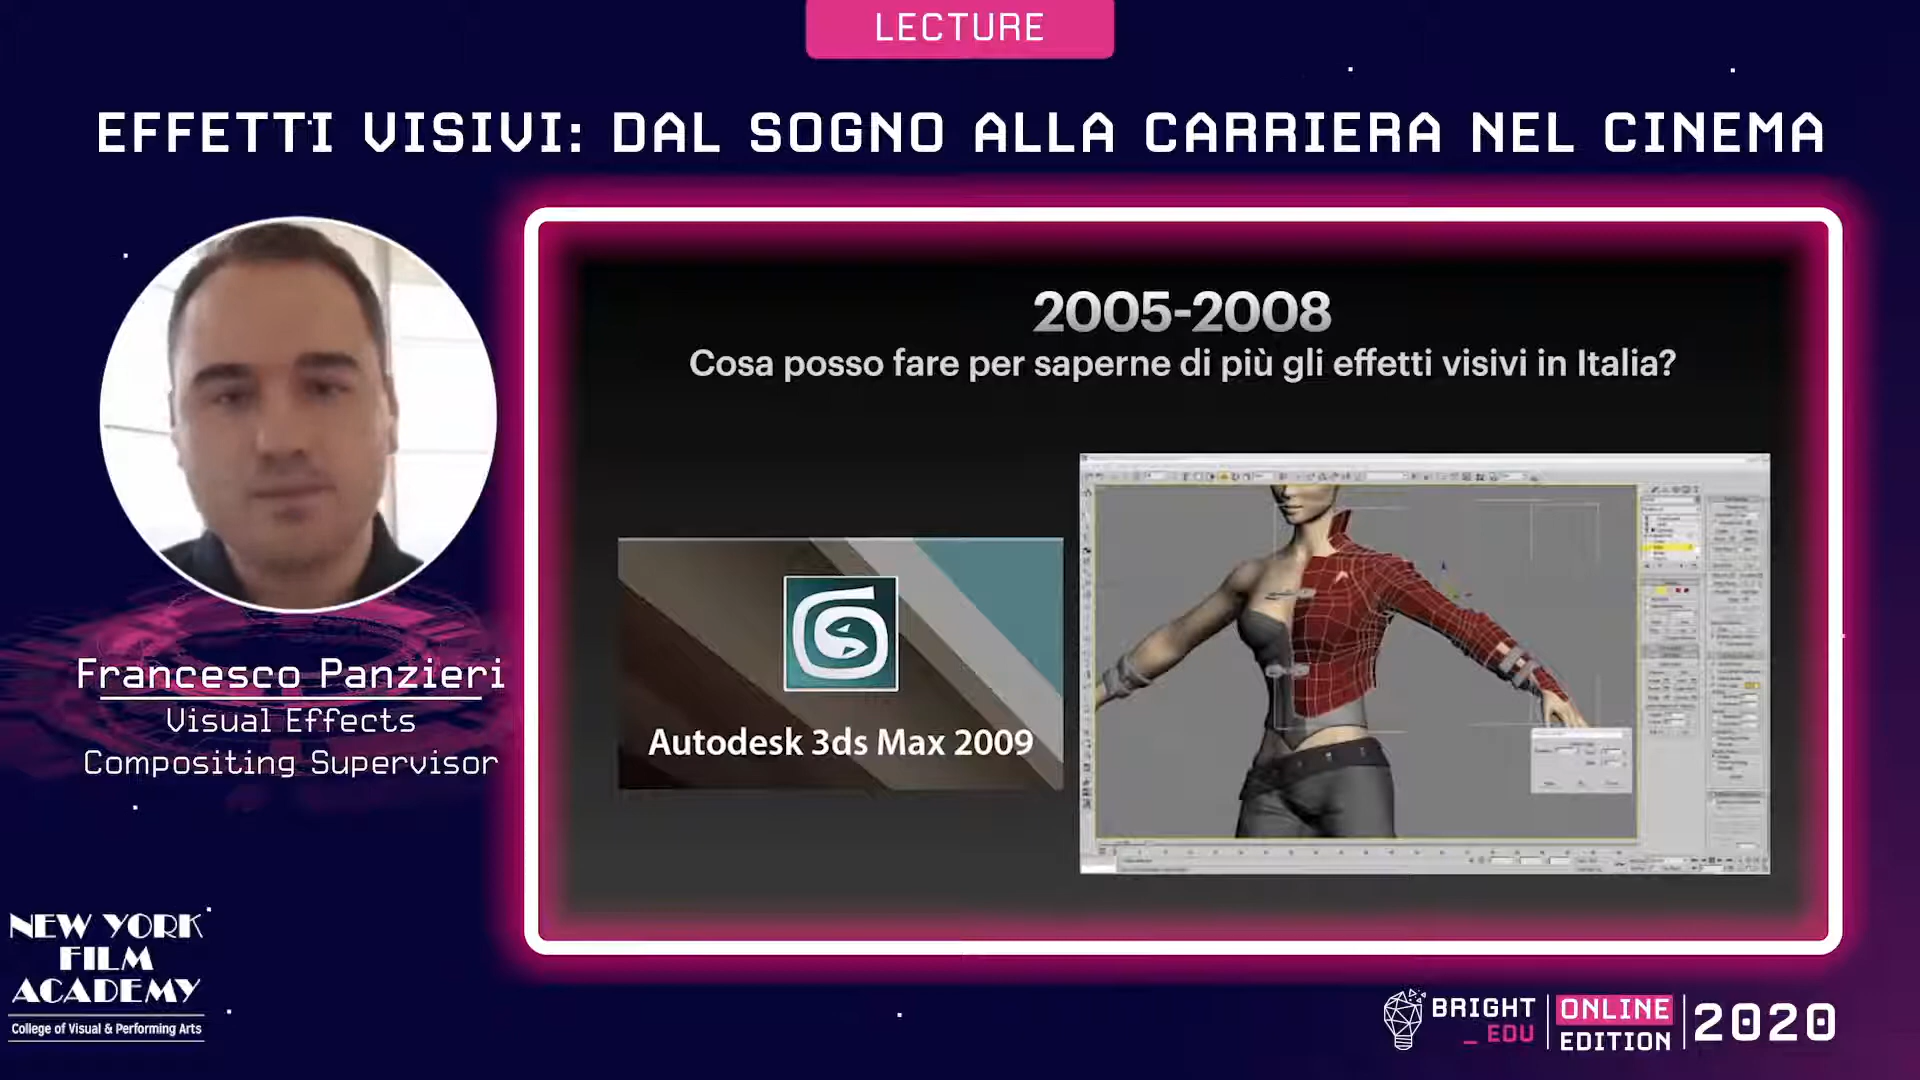 LECTURE
EFFETTI VISIVI: DAL SOGNO ALLA CARRIERA NEL CINEMA
2005-2008
Cosa posso fare per saperne di più gli effetti visivi in Italia?
Autodesk 3ds Max 2009
Francesco Panzieri
Visual Effects
Compositing Supervisor
NEW YORK
FILM
ACADEMY
College of Visual & Performing Arts
BRIGHT
_ EDU
ONLINE
EDITION
2020